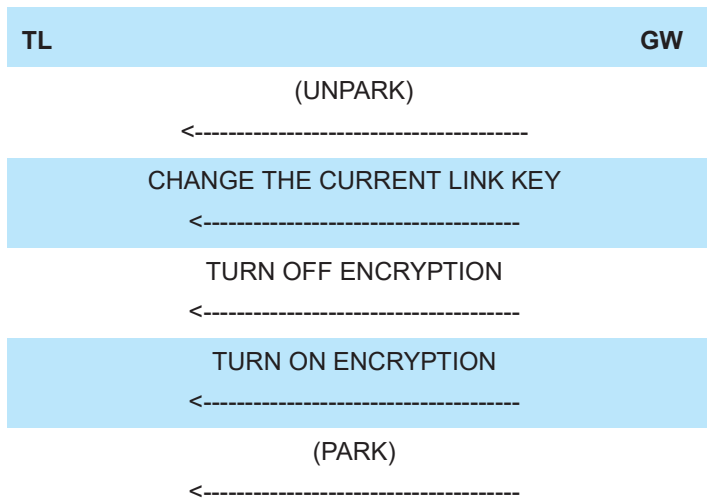 TL GW
(UNPARK)
<----------------------------------------
CHANGE THE CURRENT LINK KEY
<--------------------------------------
TURN OFF ENCRYPTION
<--------------------------------------
TURN ON ENCRYPTION
<--------------------------------------
(PARK)
<--------------------------------------